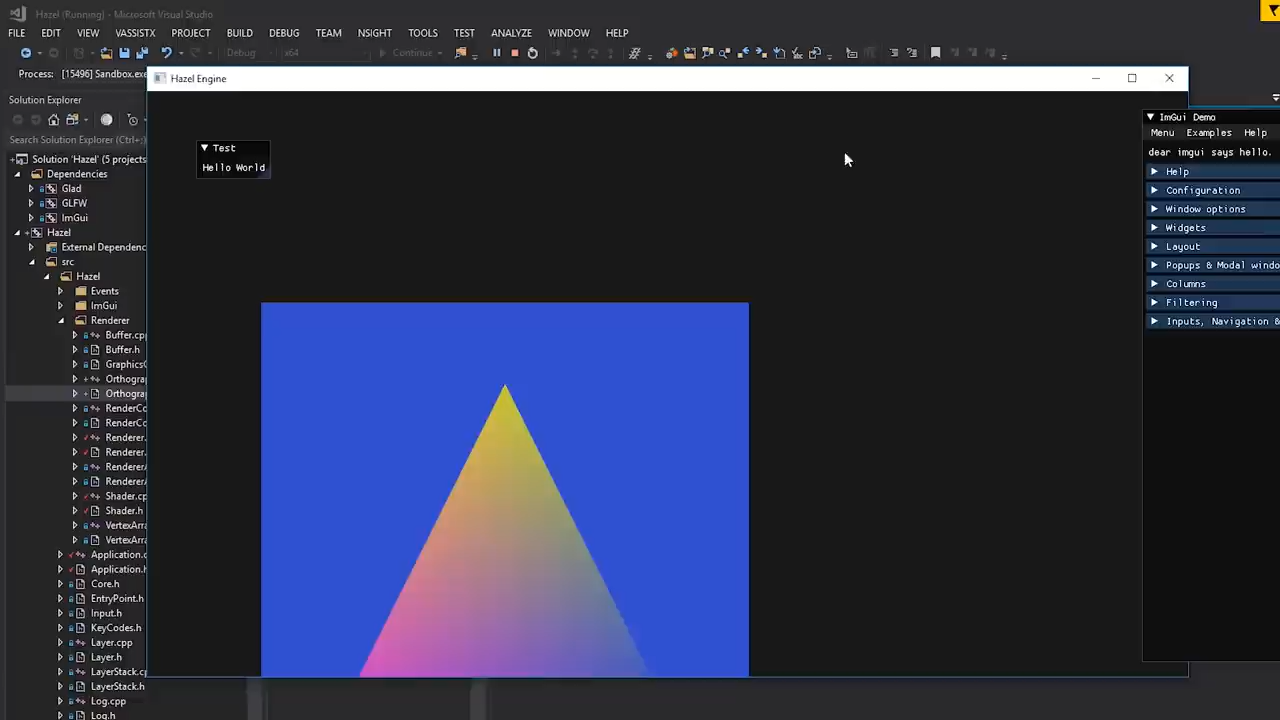 Hazel (Running) - Microsoft Visual Studio
FILE EDIT VIEW VASSISTX PROJECT BUILD DEBUG TEAM NSIGHT TOOLS TEST ANALYZE WINDOW HELP
Debug x64 Continue
Process: [15496] Sandbox.exe
Hazel Engine
Solution Explorer
Search Solution Explorer (Ctrl+;)
Solution 'Hazel' (5 projects
Dependencies
Glad
GLFW
ImGui
Hazel
External Dependenc
src
Hazel
Events
ImGui
Renderer
Buffer.cp
Buffer.h
GraphicsC
Orthogra
Orthogra
RenderCo
RenderCo
Renderer.
Renderer.
RendererA
RendererA
Shader.cp
Shader.h
VertexArra
VertexArra
Application.c
Application.h
Core.h
EntryPoint.h
Input.h
KeyCodes.h
Layer.cpp
Layer.h
LayerStack.cp
LayerStack.h
Log.cpp
Log.h
Test
Hello World
ImGui Demo
Menu Examples Help
dear imgui says hello.
Help
Configuration
Window options
Widgets
Layout
Popups & Modal windo
Columns
Filtering
Inputs, Navigation &